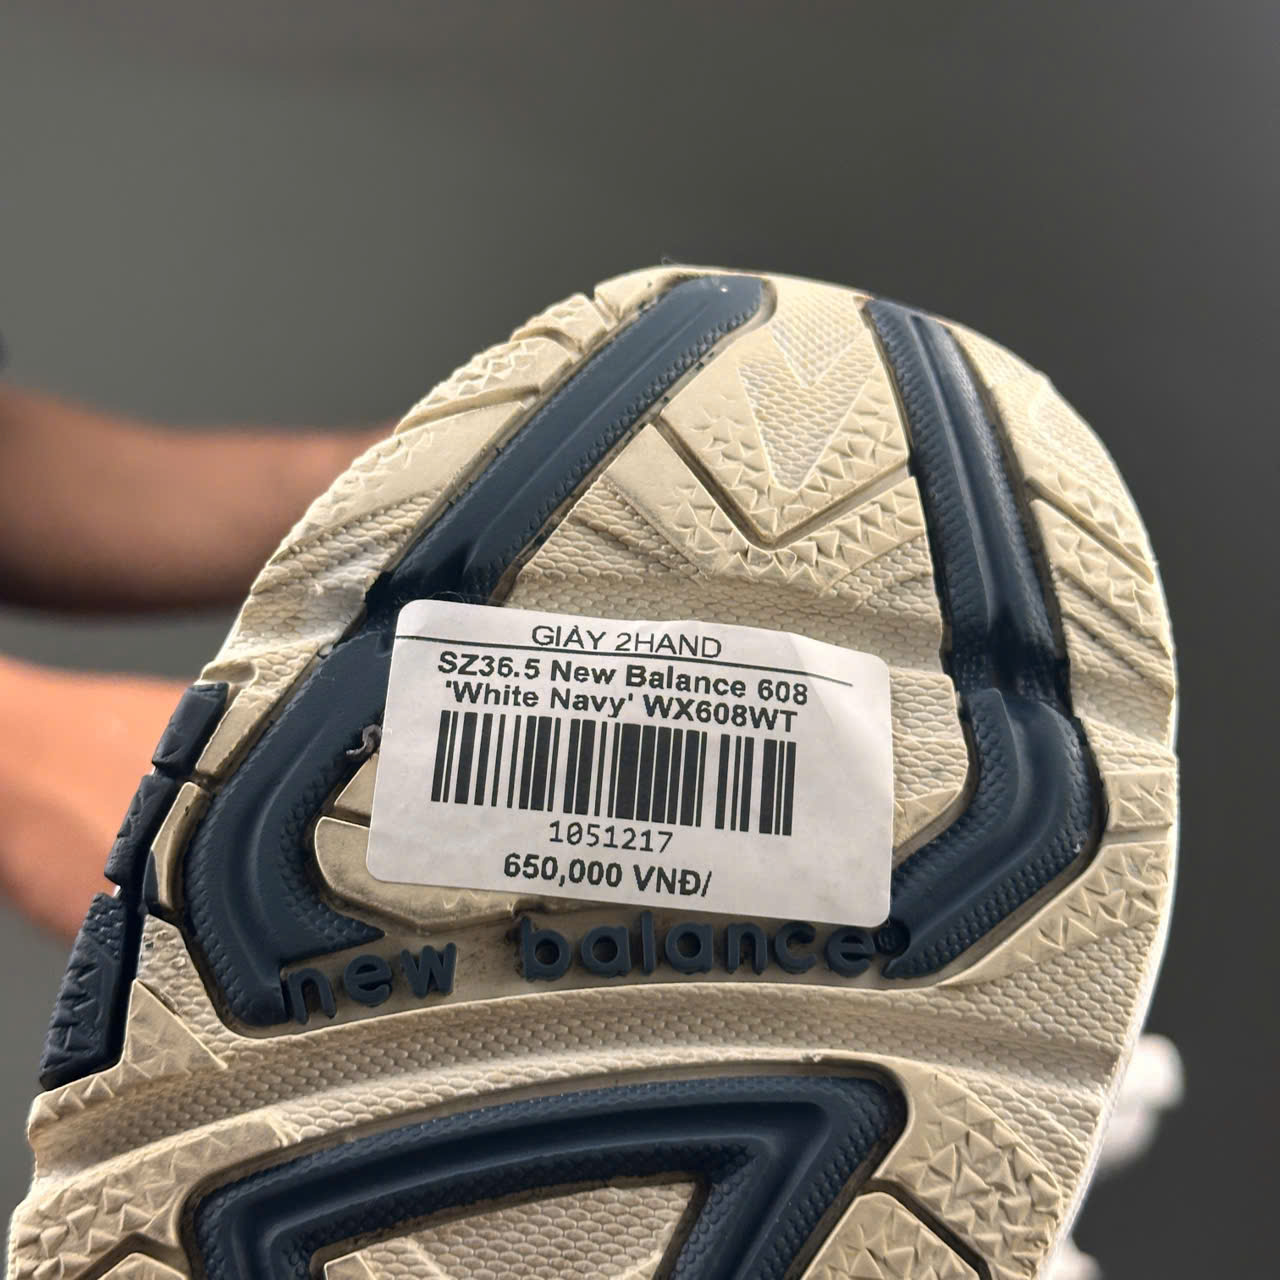 GIÀY 2HAND
SZ36.5 New Balance 608
'White Navy' WX608WT
1051217
650,000 VNĐ/
new balance®